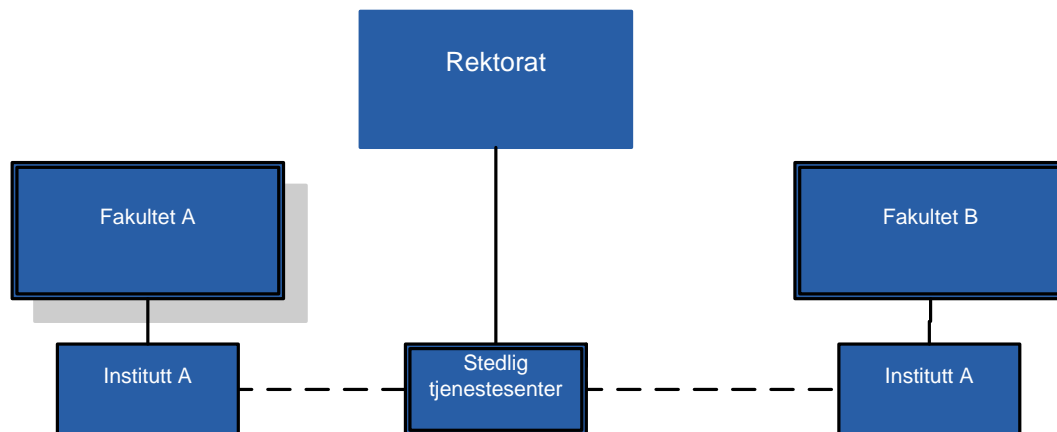 Rektorat
Fakultet A
Fakultet B
Institutt A
Stedlig
tjenestesenter
Institutt A